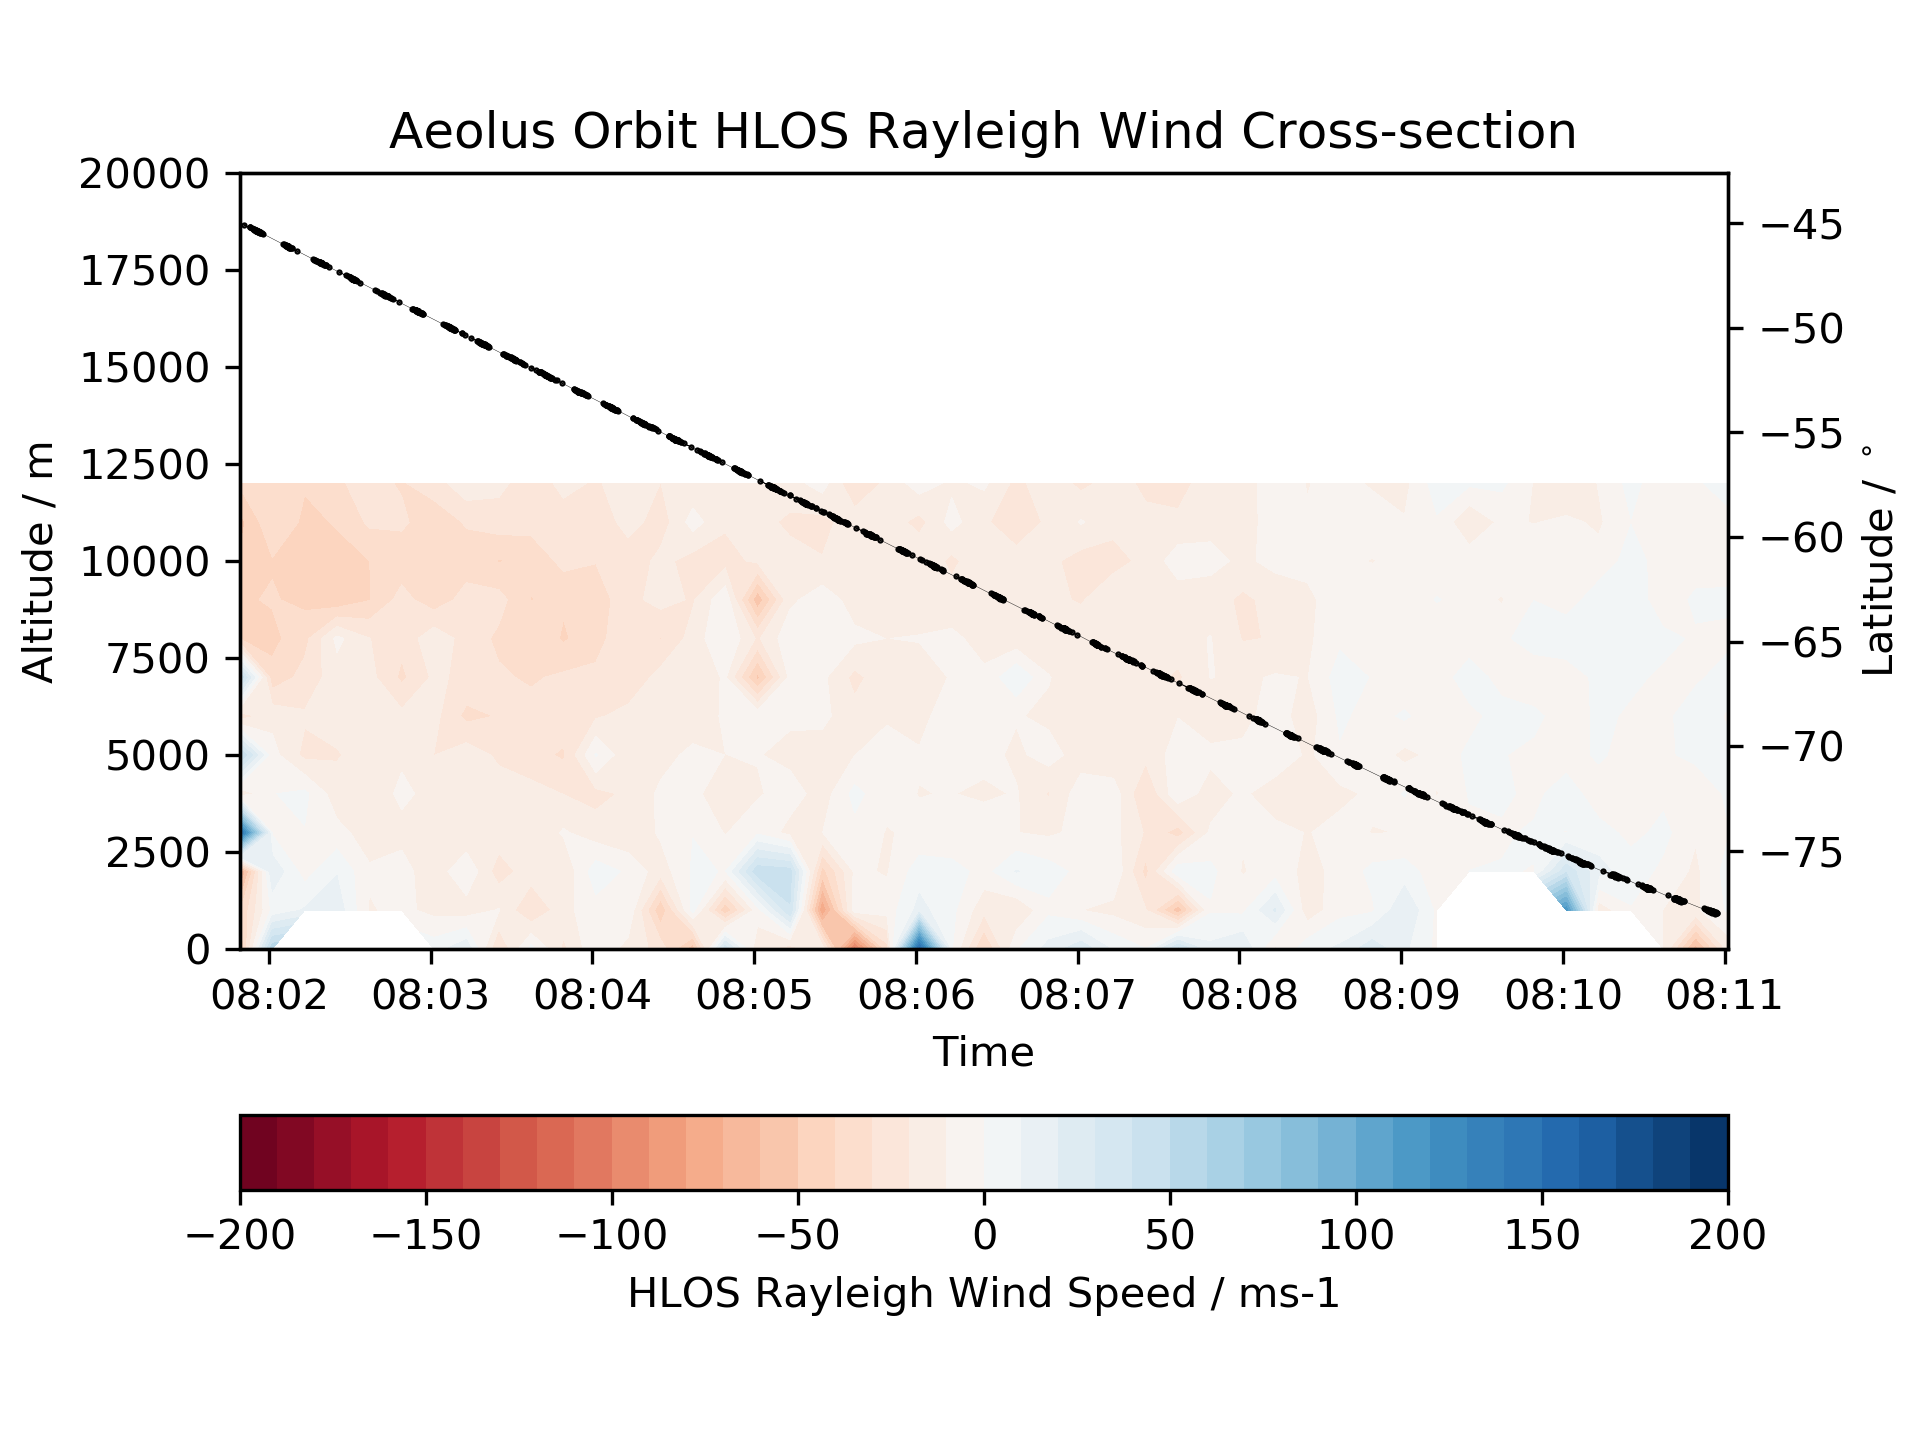 Aeolus Orbit HLOS Rayleigh Wind Cross-section
20000
17500
15000
12500
10000
7500
5000
2500
0
Altitude / m
−45
−50
−55
−60
−65
−70
−75
Latitude / °
08:02 08:03 08:04 08:05 08:06 08:07 08:08 08:09 08:10 08:11
Time
−200 −150 −100 −50 0 50 100 150 200
HLOS Rayleigh Wind Speed / ms-1